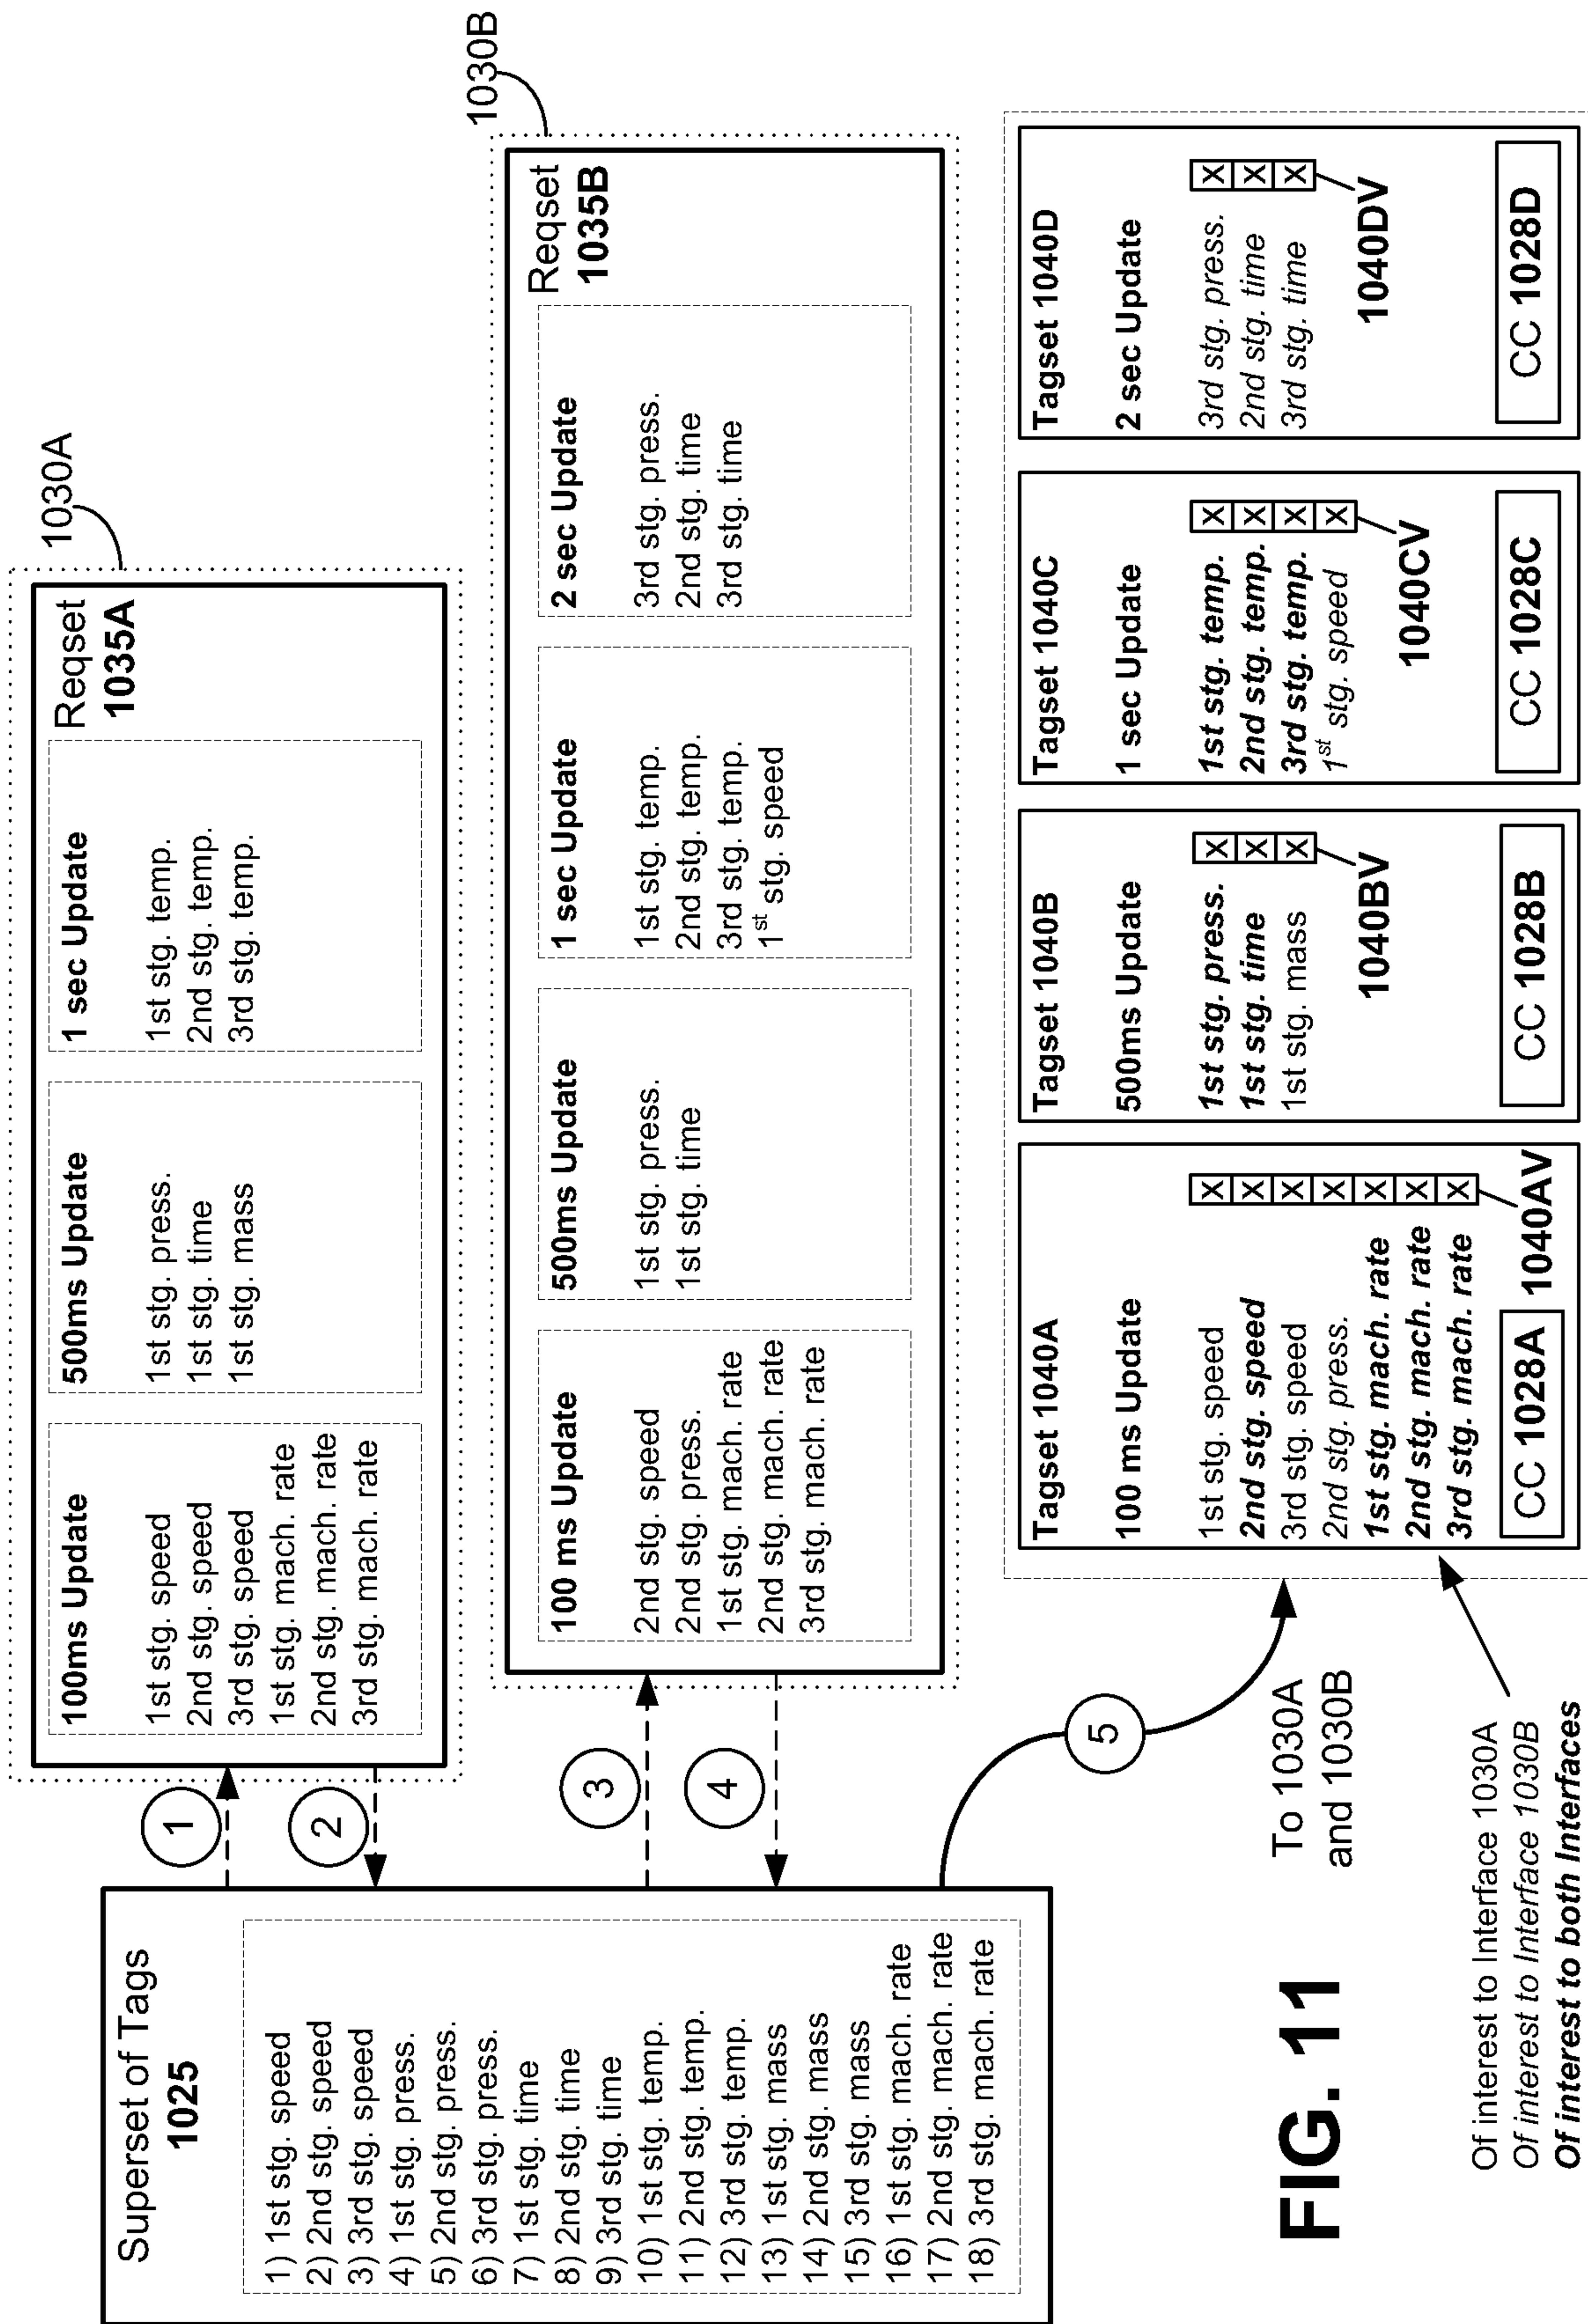 Superset of Tags
1025
1) 1st stg. speed
2) 2nd stg. speed
3) 3rd stg. speed
4) 1st stg. press.
5) 2nd stg. press.
6) 3rd stg. press.
7) 1st stg. time
8) 2nd stg. time
9) 3rd stg. time
10) 1st stg. temp.
11) 2nd stg. temp.
12) 3rd stg. temp.
13) 1st stg. mass
14) 2nd stg. mass
15) 3rd stg. mass
16) 1st stg. mach. rate
17) 2nd stg. mach. rate
18) 3rd stg. mach. rate
1
2
3
4
5
1030A
Reqset
1035A
100ms Update
1st stg. speed
2nd stg. speed
3rd stg. speed
1st stg. mach. rate
2nd stg. mach. rate
3rd stg. mach. rate
500ms Update
1st stg. press.
1st stg. time
1st stg. mass
1 sec Update
1st stg. temp.
2nd stg. temp.
3rd stg. temp.
1030B
Reqset
1035B
100 ms Update
2nd stg. speed
2nd stg. press.
1st stg. mach. rate
2nd stg. mach. rate
3rd stg. mach. rate
500ms Update
1st stg. press.
1st stg. time
1 sec Update
1st stg. temp.
2nd stg. temp.
3rd stg. temp.
1st stg. speed
2 sec Update
3rd stg. press.
2nd stg. time
3rd stg. time
To 1030A
and 1030B
Tagset 1040A
100 ms Update
1st stg. speed X
2nd stg. speed X
3rd stg. speed X
2nd stg. press. X
1st stg. mach. rate X
2nd stg. mach. rate X
3rd stg. mach. rate X
CC 1028A
1040AV
Tagset 1040B
500ms Update
1st stg. press. X
1st stg. time X
1st stg. mass X
1040BV
CC 1028B
Tagset 1040C
1 sec Update
1st stg. temp. X
2nd stg. temp. X
3rd stg. temp. X
1st stg. speed X
1040CV
CC 1028C
Tagset 1040D
2 sec Update
3rd stg. press. X
2nd stg. time X
3rd stg. time X
1040DV
CC 1028D
FIG. 11
Of interest to Interface 1030A
Of interest to Interface 1030B
Of interest to both Interfaces